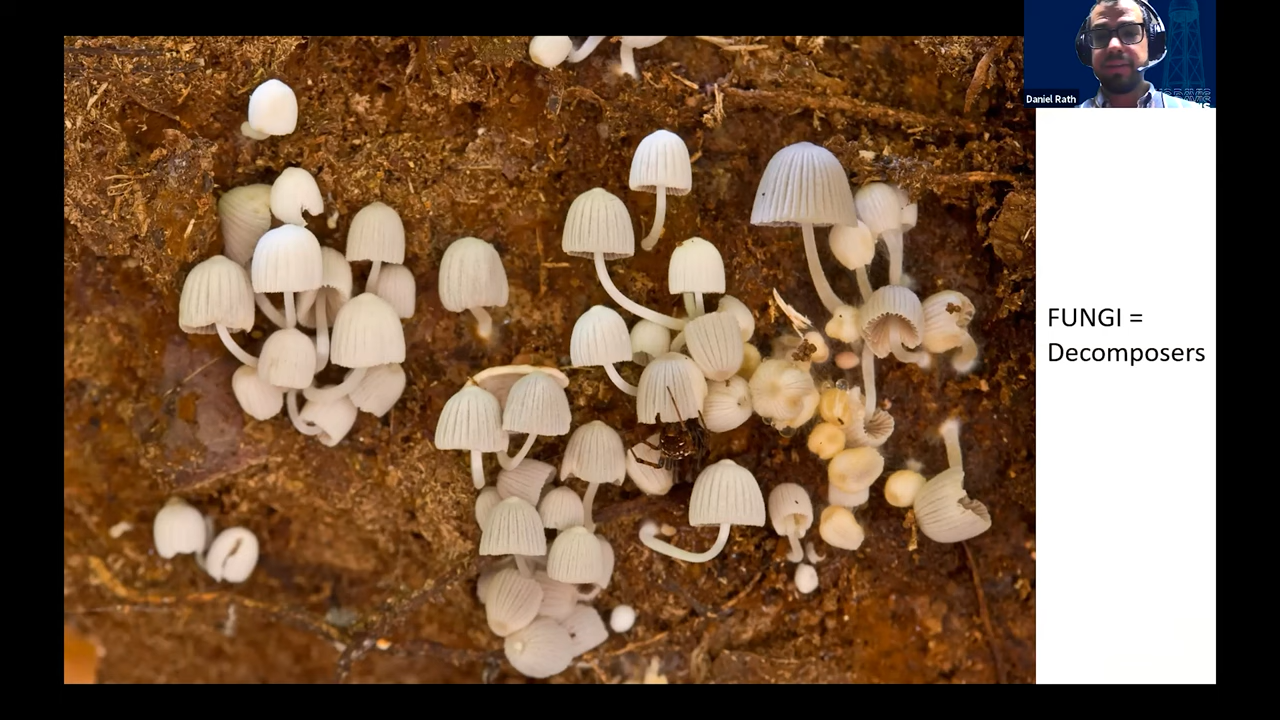 Daniel Rath
FUNGI =
Decomposers